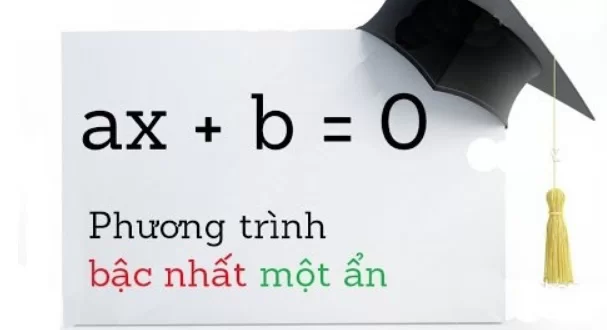 ax + b = 0
Phương trình
bậc nhất một ẩn